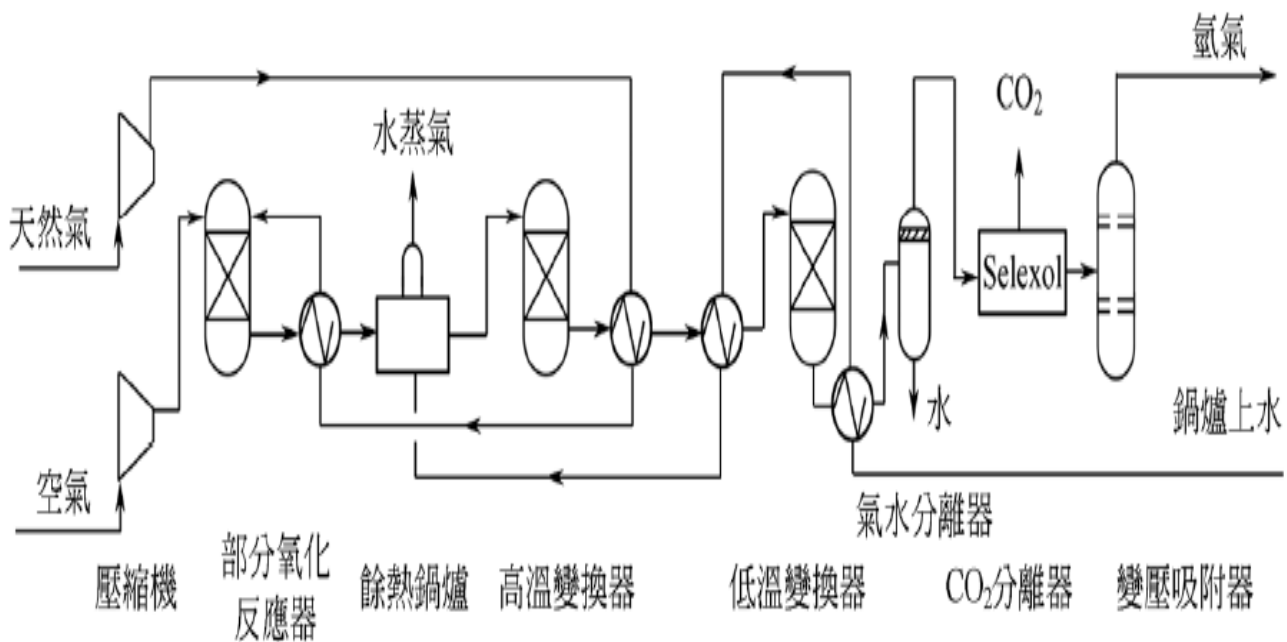 氫氣
CO₂
水蒸氣
天然氣
Selexol
水
鍋爐上水
空氣
氣水分離器
壓縮機
部分氧化
反應器
餘熱鍋爐
高溫變換器
低溫變換器
CO₂分離器
變壓吸附器